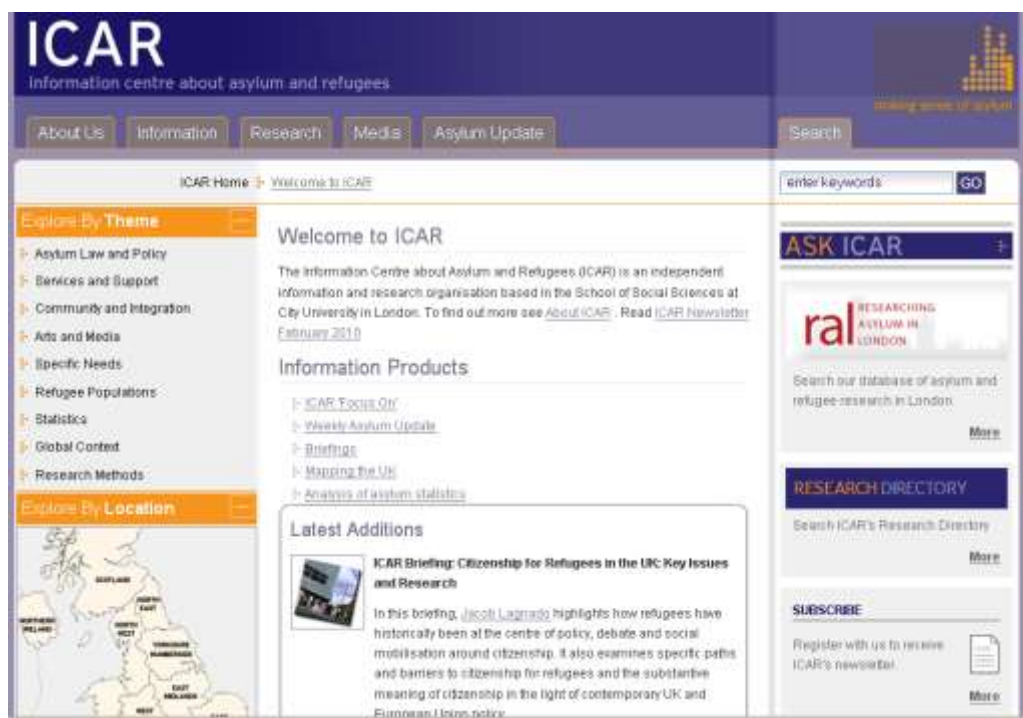 ICAR
information centre about asylum and refugees
making sense of asylum
About Us
Information
Research
Media
Asylum Update
Search
ICAR Home
Welcome to ICAR
enter keywords
GO
Explore By Theme
Asylum Law and Policy
Services and Support
Community and Integration
Arts and Media
Specific Needs
Refugee Populations
Statistics
Global Context
Research Methods
Explore By Location
SCOTLAND
NORTHERN
IRELAND
NORTH
EAST
NORTH
WEST
YORKSHIRE
HUMBERSIDE
EAST
MIDLANDS
WEST
Welcome to ICAR
The Information Centre about Asylum and Refugees (ICAR) is an independent
information and research organisation based in the School of Social Sciences at
City University in London. To find out more see About ICAR . Read ICAR Newsletter
February 2010
Information Products
ICAR 'Focus On'
Weekly Asylum Update
Briefings
Mapping the UK
Analysis of asylum statistics
Latest Additions
ICAR Briefing: Citizenship for Refugees in the UK: Key Issues
and Research
In this briefing, Jacob Lagnado highlights how refugees have
historically been at the centre of policy, debate and social
mobilisation around citizenship. It also examines specific paths
and barriers to citizenship for refugees and the substantive
meaning of citizenship in the light of contemporary UK and
European Union policy
ASK ICAR
ral RESEARCHING
ASYLUM IN
LONDON
Search our database of asylum and
refugee research in London
More
RESEARCH DIRECTORY
Search ICAR's Research Directory
More
SUBSCRIBE
Register with us to receive
ICAR's newsletter.
More